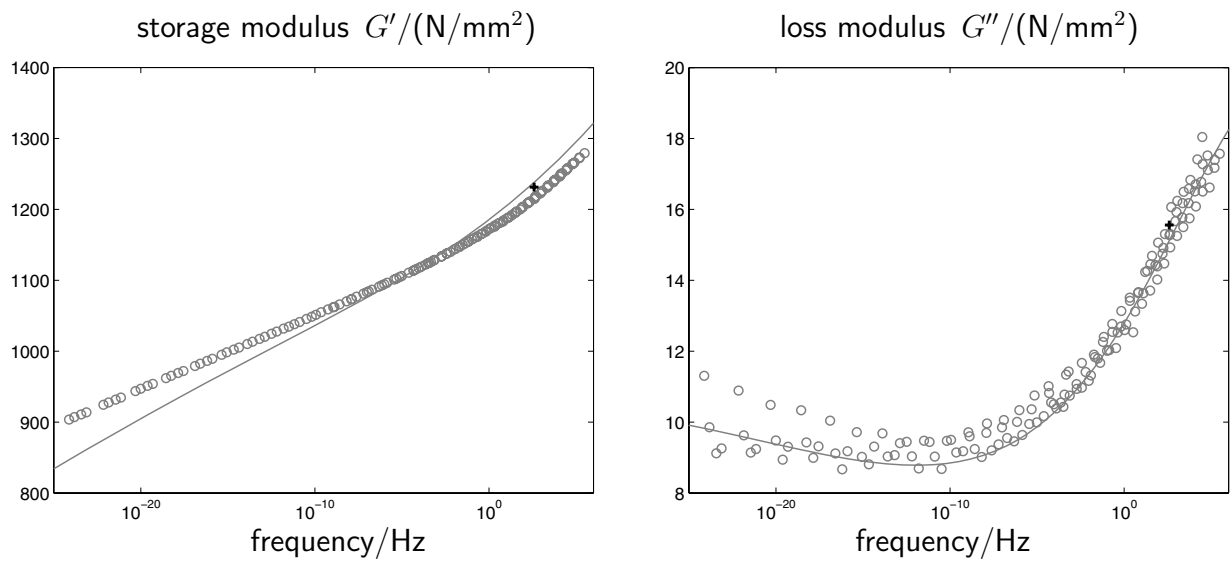 storage modulus G′/(N/mm²)
1400
1300
1200
1100
1000
900
800
10⁻²⁰ 10⁻¹⁰ 10⁰
frequency/Hz
loss modulus G′′/(N/mm²)
20
18
16
14
12
10
8
10⁻²⁰ 10⁻¹⁰ 10⁰
frequency/Hz